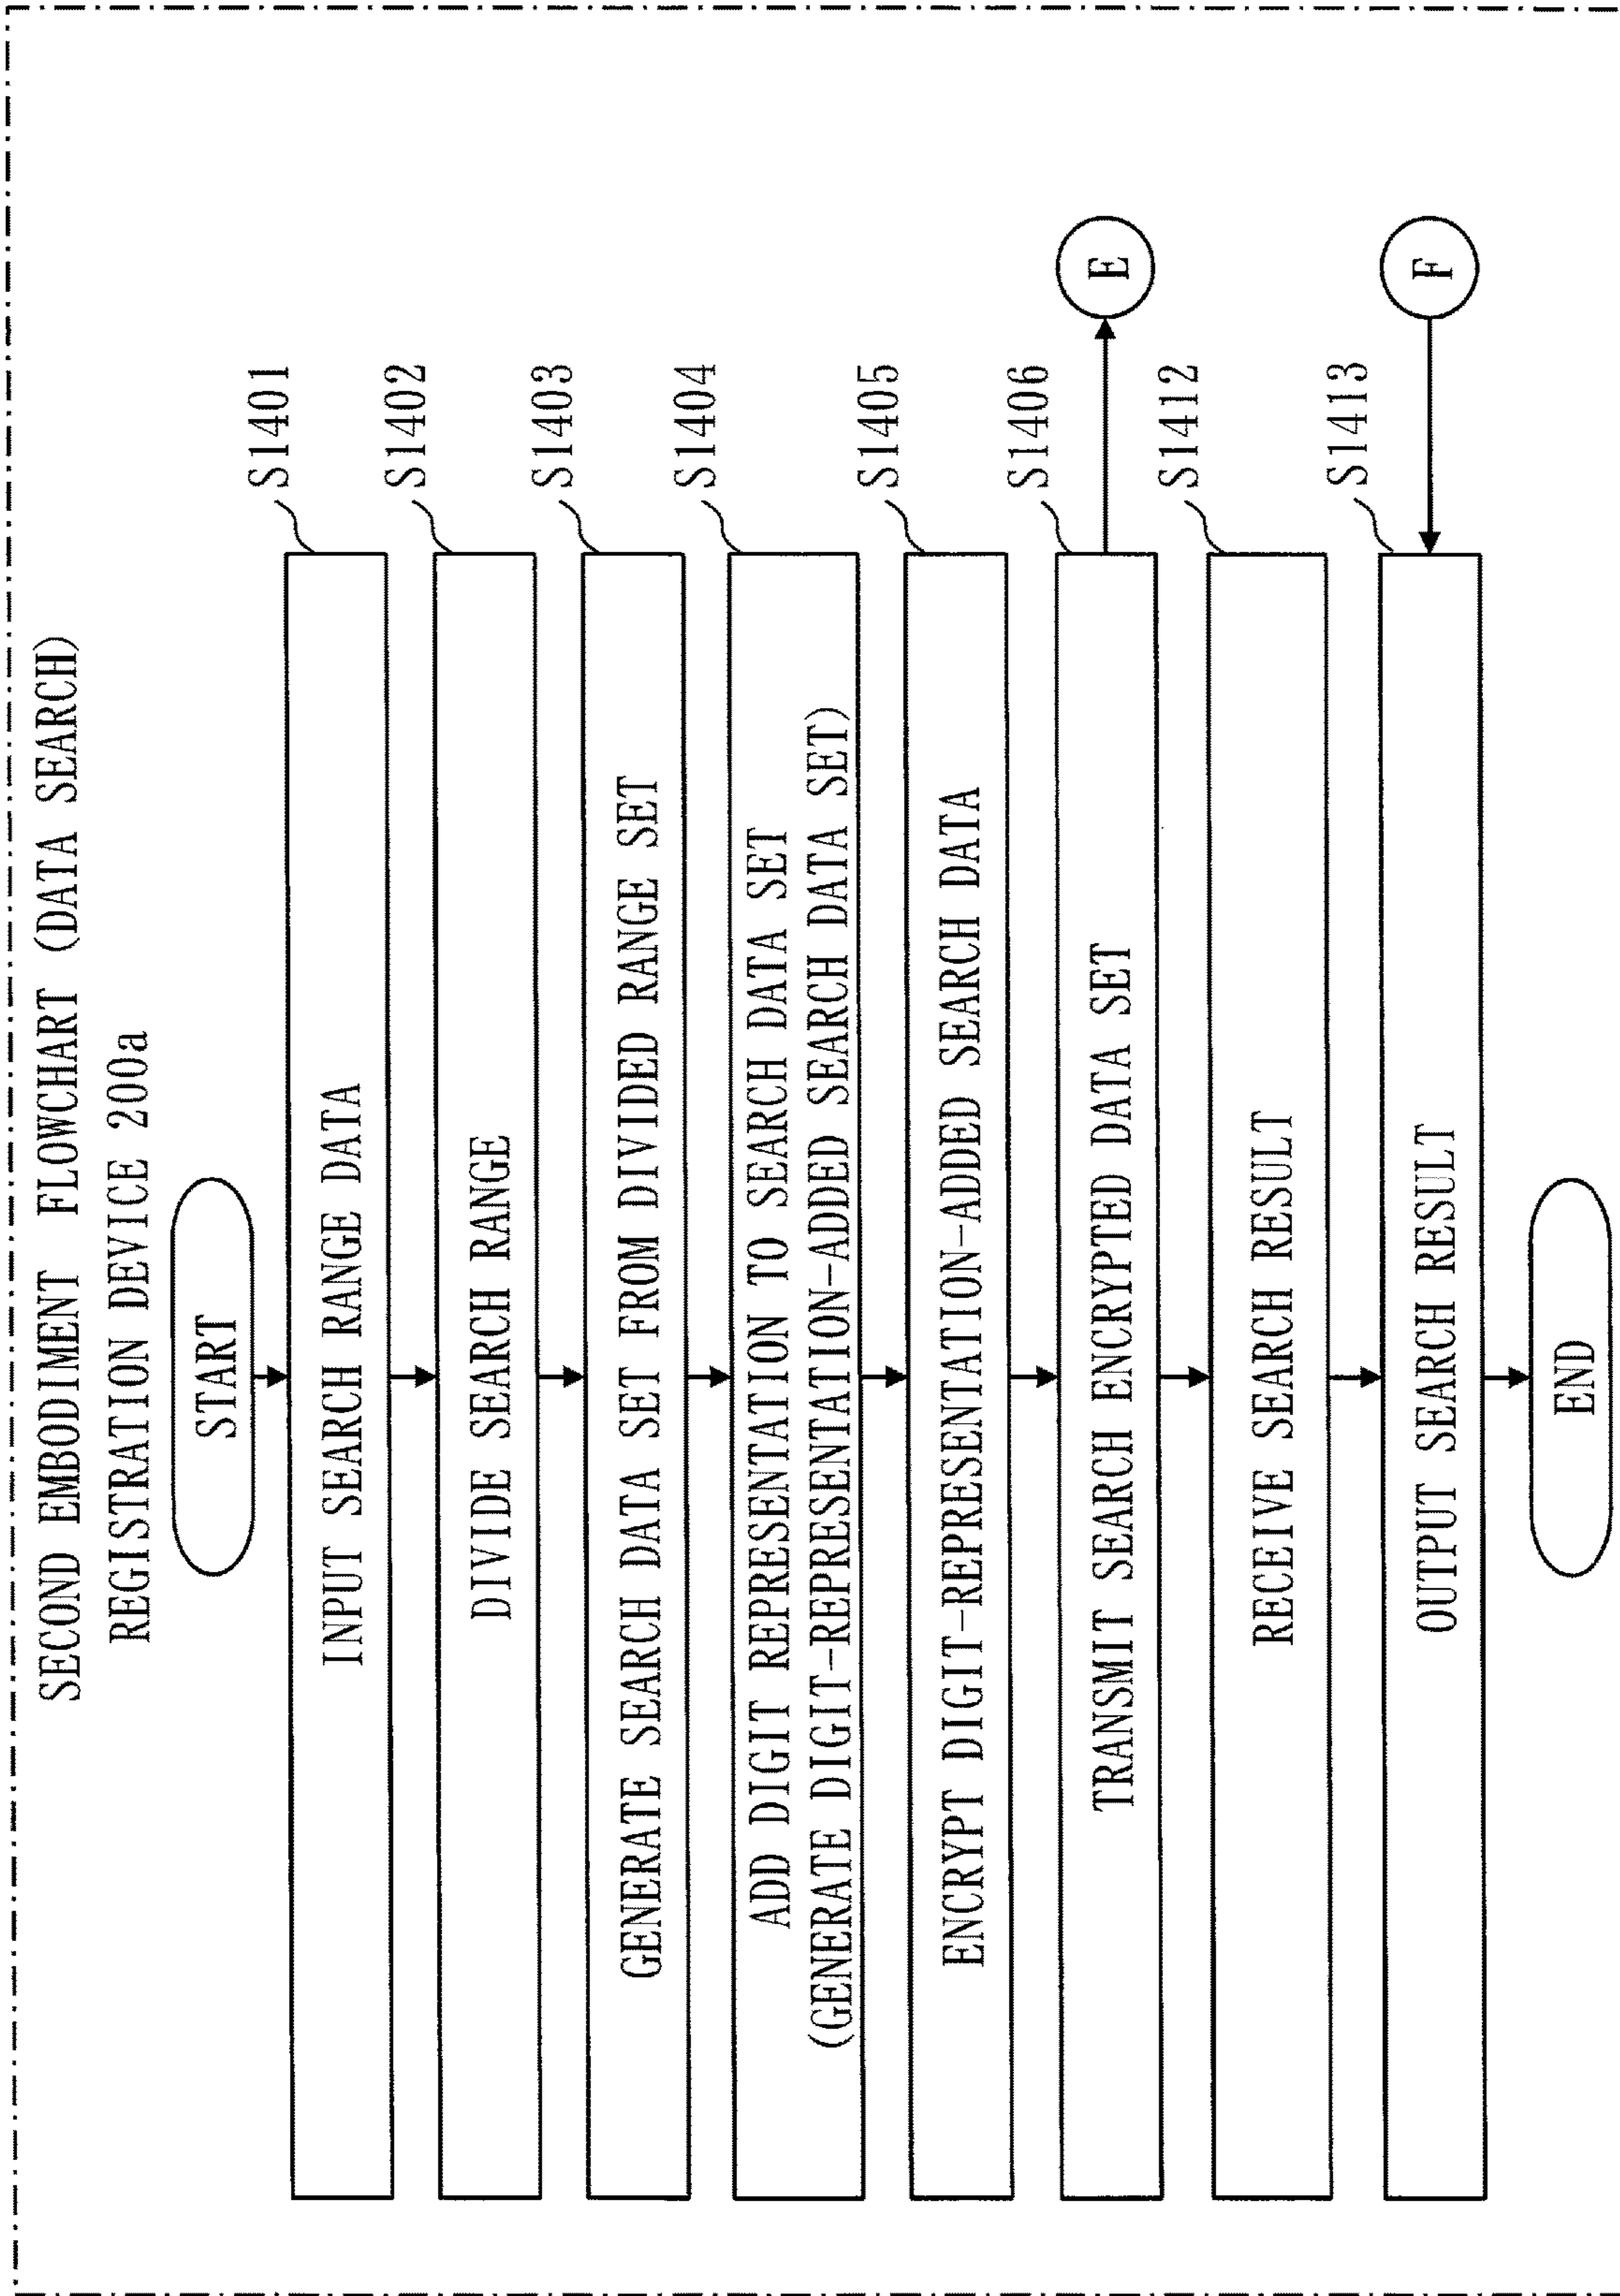 SECOND EMBODIMENT FLOWCHART (DATA SEARCH)
REGISTRATION DEVICE 200a
START
S1401
INPUT SEARCH RANGE DATA
S1402
DIVIDE SEARCH RANGE
S1403
GENERATE SEARCH DATA SET FROM DIVIDED RANGE SET
S1404
ADD DIGIT REPRESENTATION TO SEARCH DATA SET
(GENERATE DIGIT-REPRESENTATION-ADDED SEARCH DATA SET)
S1405
ENCRYPT DIGIT-REPRESENTATION-ADDED SEARCH DATA
S1406
TRANSMIT SEARCH ENCRYPTED DATA SET
E
S1412
RECEIVE SEARCH RESULT
S1413
OUTPUT SEARCH RESULT
F
END